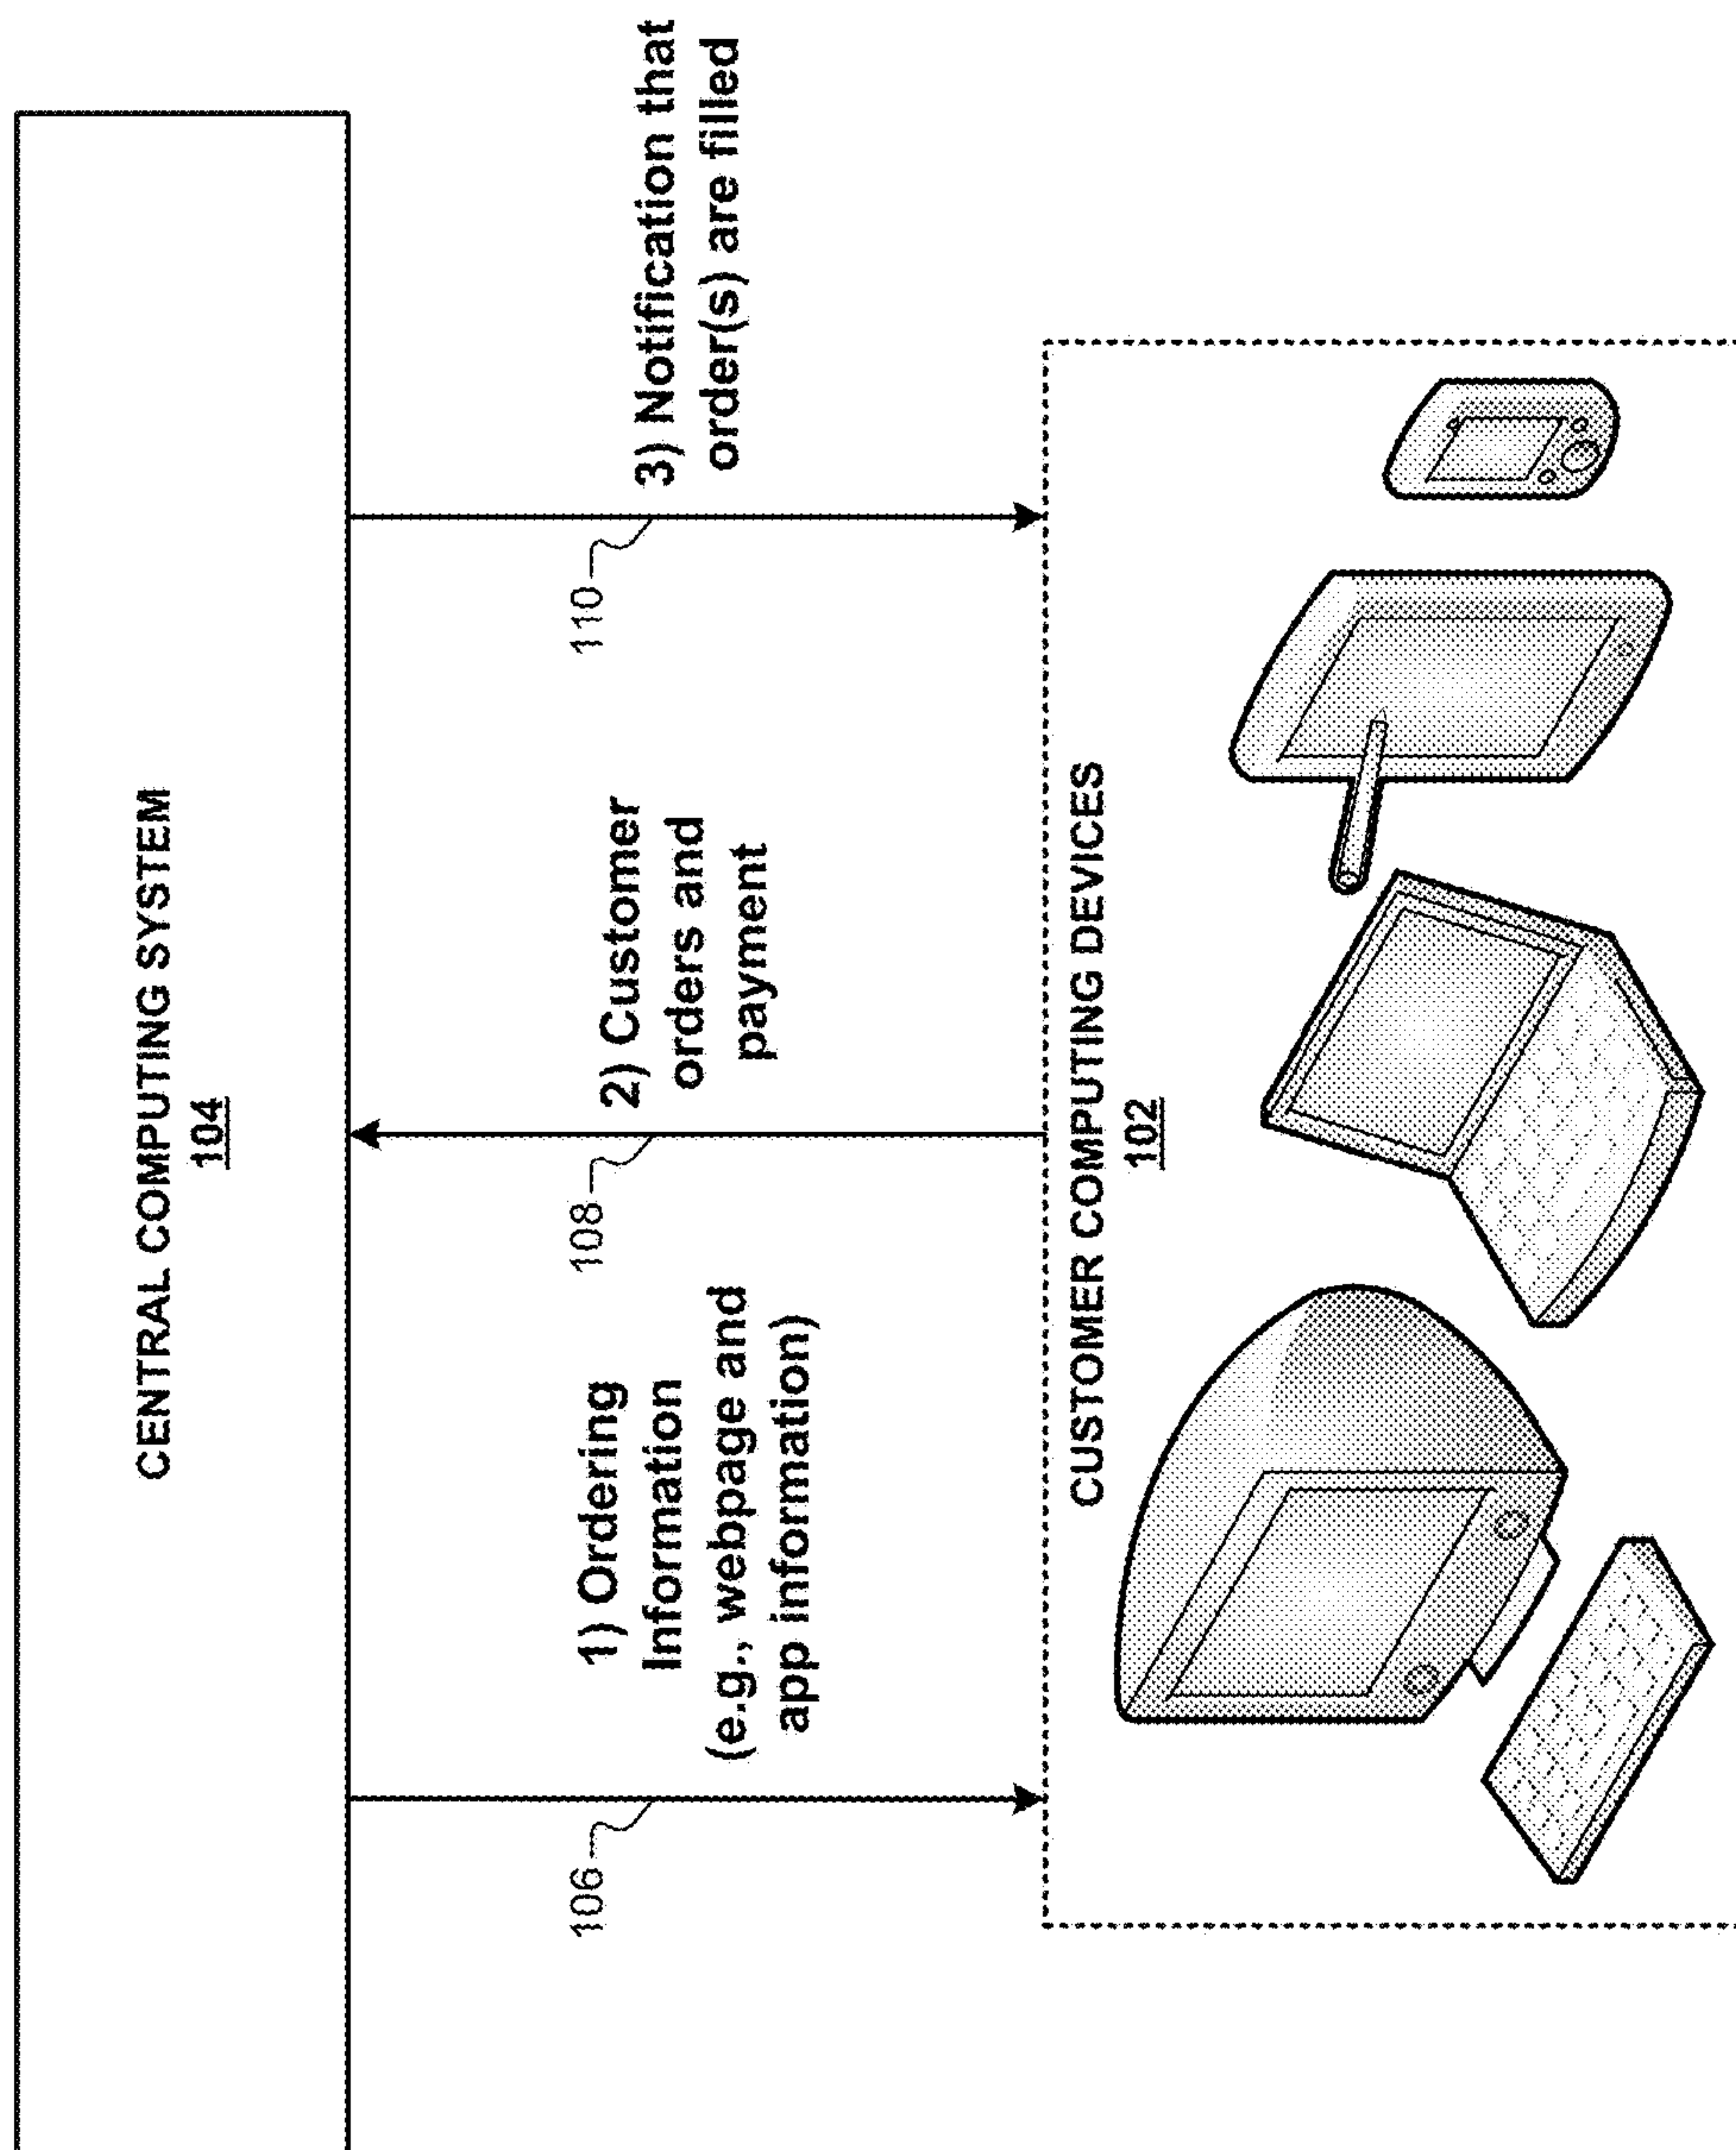 CENTRAL COMPUTING SYSTEM
104
106
1) Ordering
Information
(e.g., webpage and
app information)
108
2) Customer
orders and
payment
110
3) Notification that
order(s) are filled
CUSTOMER COMPUTING DEVICES
102